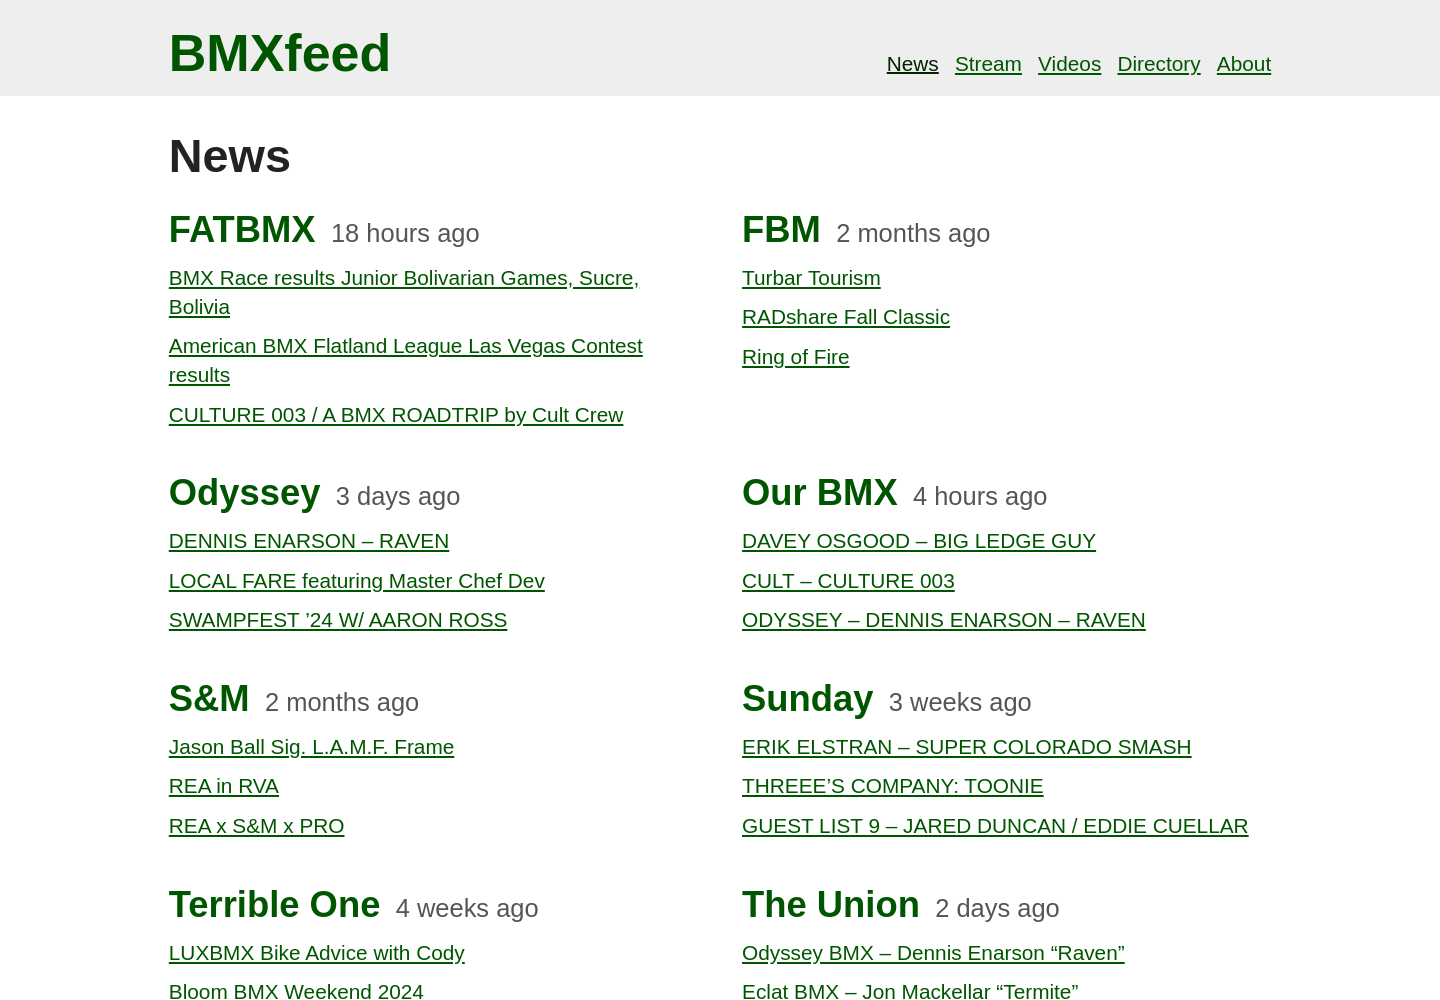 BMXfeed
News Stream Videos Directory About
News
FATBMX 18 hours ago
BMX Race results Junior Bolivarian Games, Sucre,
Bolivia
American BMX Flatland League Las Vegas Contest
results
CULTURE 003 / A BMX ROADTRIP by Cult Crew
FBM 2 months ago
Turbar Tourism
RADshare Fall Classic
Ring of Fire
Odyssey 3 days ago
DENNIS ENARSON – RAVEN
LOCAL FARE featuring Master Chef Dev
SWAMPFEST ’24 W/ AARON ROSS
Our BMX 4 hours ago
DAVEY OSGOOD – BIG LEDGE GUY
CULT – CULTURE 003
ODYSSEY – DENNIS ENARSON – RAVEN
S&M 2 months ago
Jason Ball Sig. L.A.M.F. Frame
REA in RVA
REA x S&M x PRO
Sunday 3 weeks ago
ERIK ELSTRAN – SUPER COLORADO SMASH
THREEE’S COMPANY: TOONIE
GUEST LIST 9 – JARED DUNCAN / EDDIE CUELLAR
Terrible One 4 weeks ago
LUXBMX Bike Advice with Cody
Bloom BMX Weekend 2024
The Union 2 days ago
Odyssey BMX – Dennis Enarson “Raven”
Eclat BMX – Jon Mackellar “Termite”